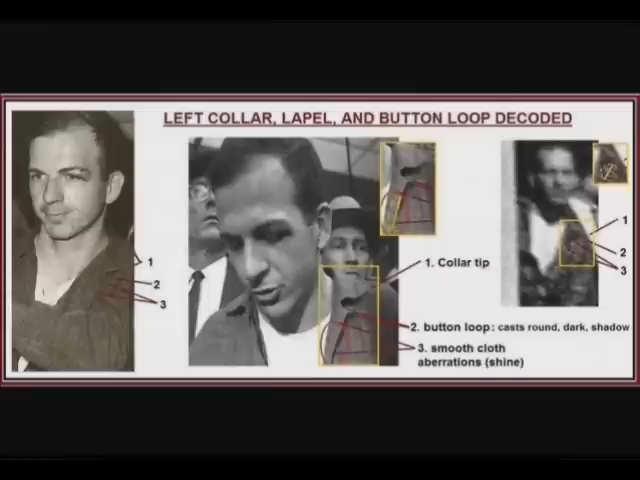 LEFT COLLAR, LAPEL, AND BUTTON LOOP DECODED
1
2
3
1. Collar tip
2. button loop: casts round, dark, shadow
3. smooth cloth
aberrations (shine)
1
2
3